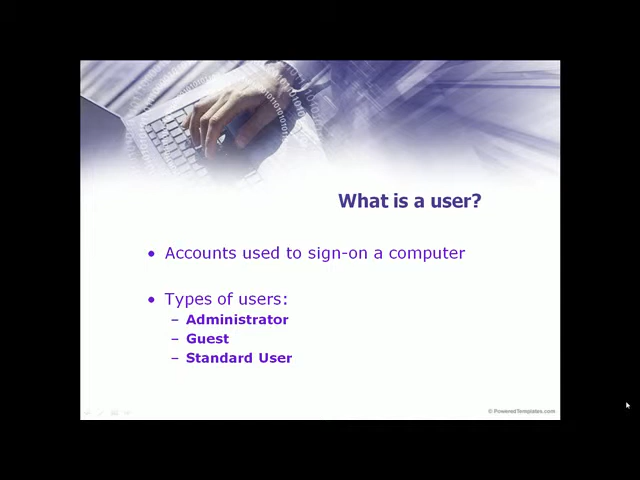 What is a user?
• Accounts used to sign-on a computer
• Types of users:
– Administrator
– Guest
– Standard User
© PoweredTemplates.com